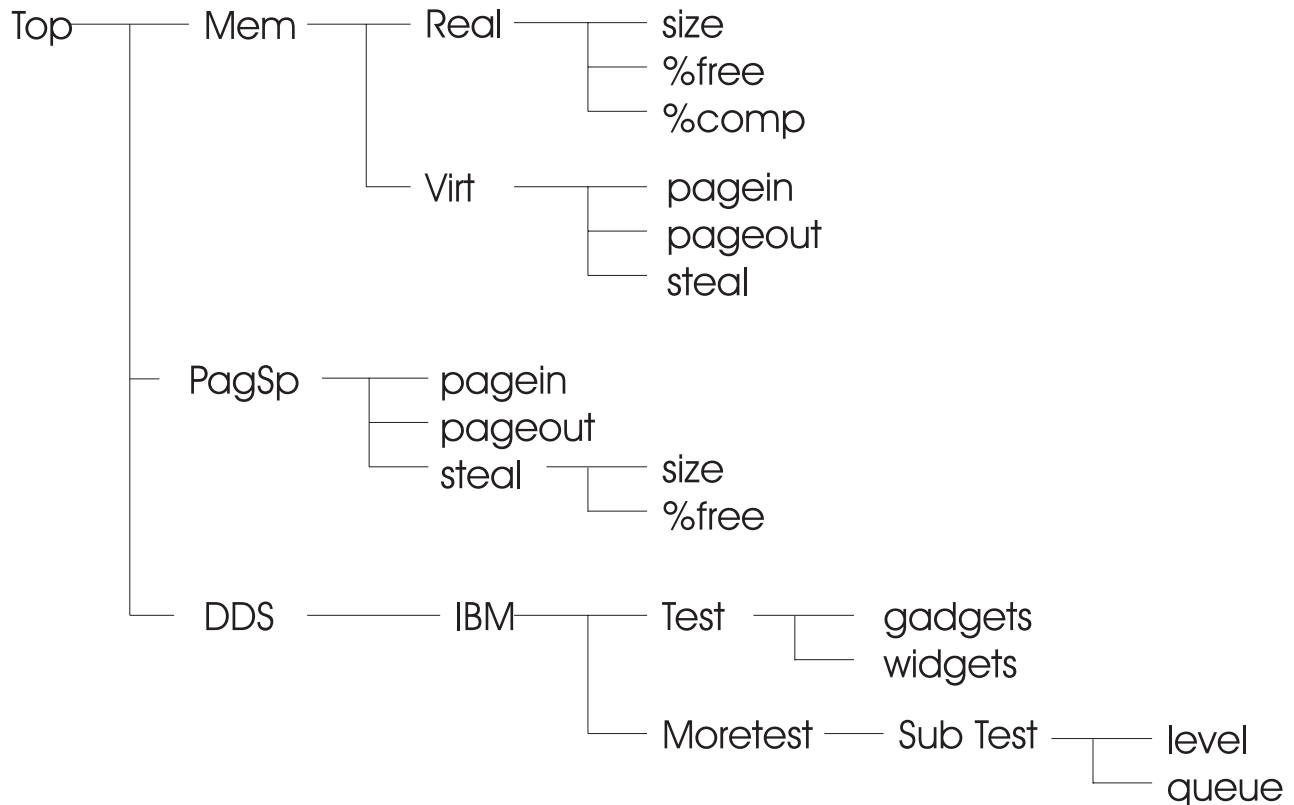 Top Mem Real size
%free
%comp
Virt pagein
pageout
steal
PagSp pagein
pageout
steal size
%free
DDS IBM Test gadgets
widgets
Moretest Sub Test level
queue